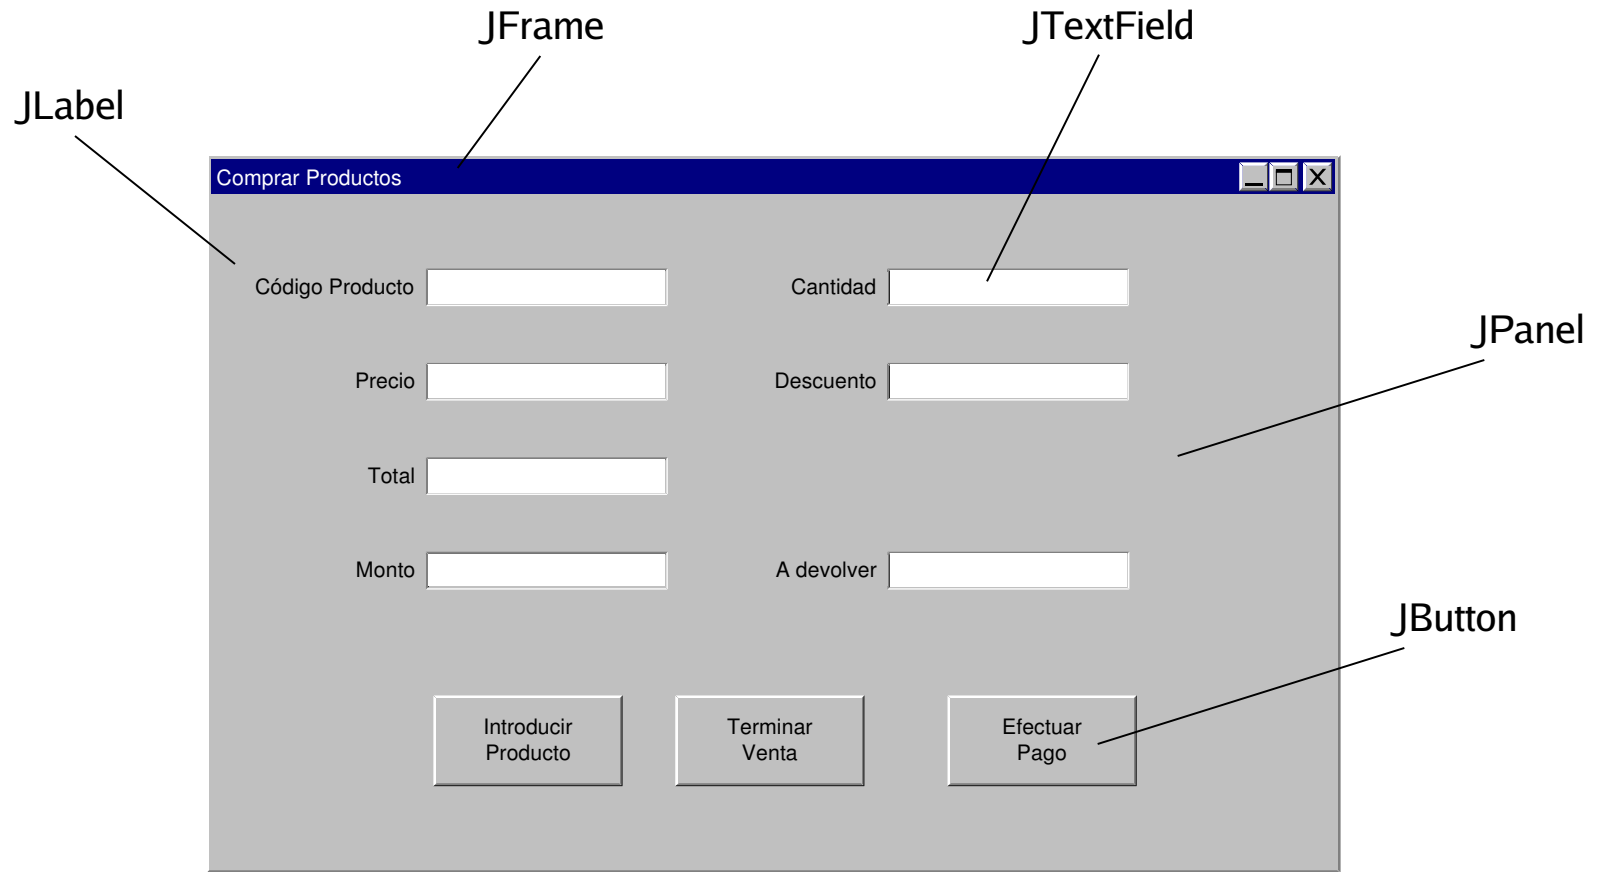 JFrame
JTextField
JLabel
Comprar Productos
Código Producto
Cantidad
JPanel
Precio
Descuento
Total
Monto
A devolver
JButton
Introducir
Producto
Terminar
Venta
Efectuar
Pago